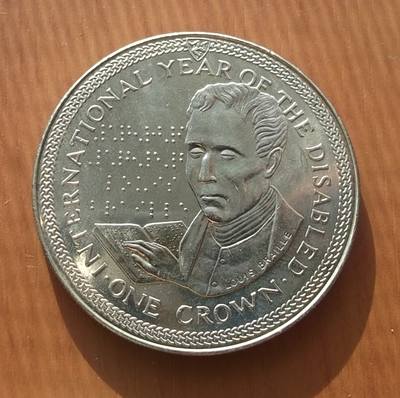 INTERNATIONAL YEAR OF THE DISABLED
· ONE CROWN ·
LOUIS BRAILLE